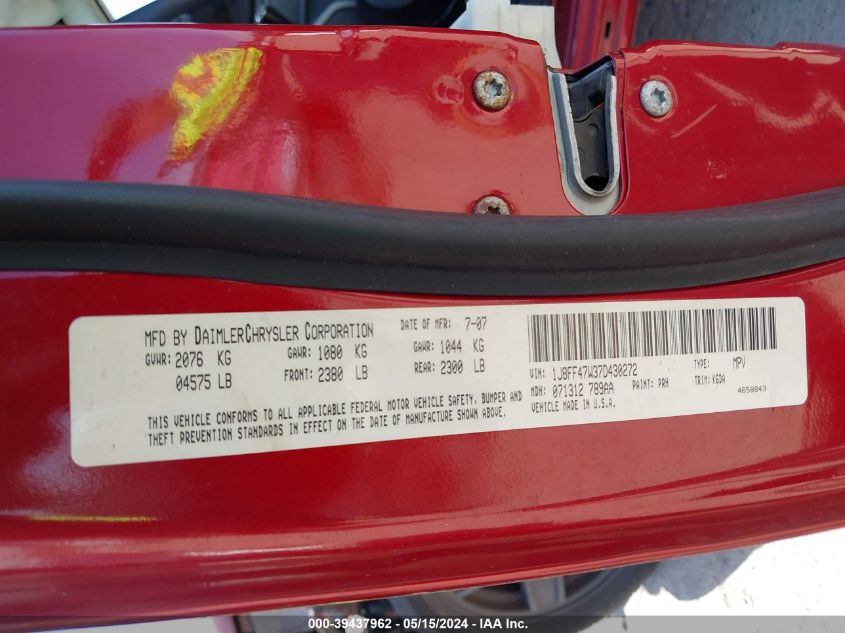 MFD BY DAIMLERCHRYSLER CORPORATION DATE OF MFR: 7-07
GVWR: 2076 KG GAWR: 1080 KG GAWR: 1044 KG
04575 LB FRONT: 2380 LB REAR: 2300 LB
THIS VEHICLE CONFORMS TO ALL APPLICABLE FEDERAL MOTOR VEHICLE SAFETY, BUMPER AND
THEFT PREVENTION STANDARDS IN EFFECT ON THE DATE OF MANUFACTURE SHOWN ABOVE.
VIN: 1J8FF47W37D430272 TYPE: MPV
MDH: 071312 789AA PAINT: PRH TRIM: K6DA
VEHICLE MADE IN U.S.A. 4658843
000-39437962 - 05/15/2024 - IAA Inc.